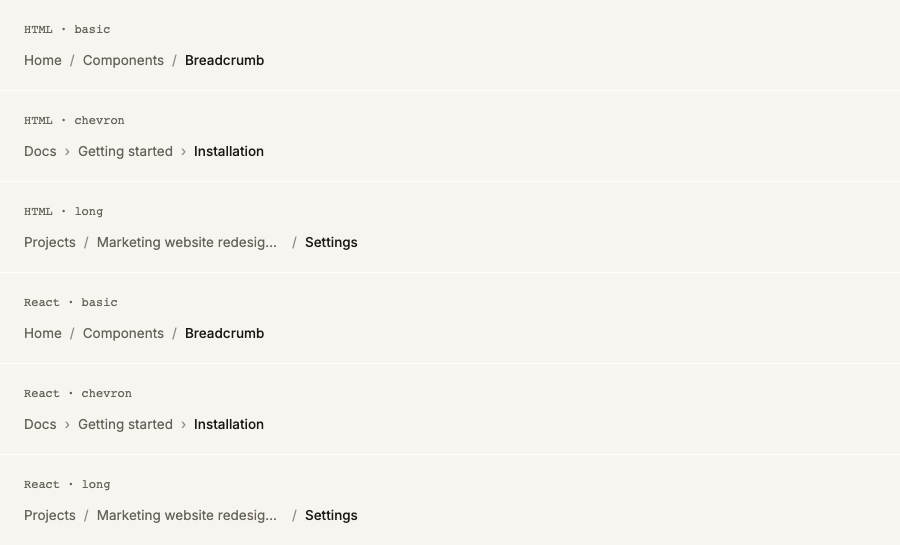 HTML · basic
Home / Components / Breadcrumb
HTML · chevron
Docs › Getting started › Installation
HTML · long
Projects / Marketing website redesig… / Settings
React · basic
Home / Components / Breadcrumb
React · chevron
Docs › Getting started › Installation
React · long
Projects / Marketing website redesig… / Settings